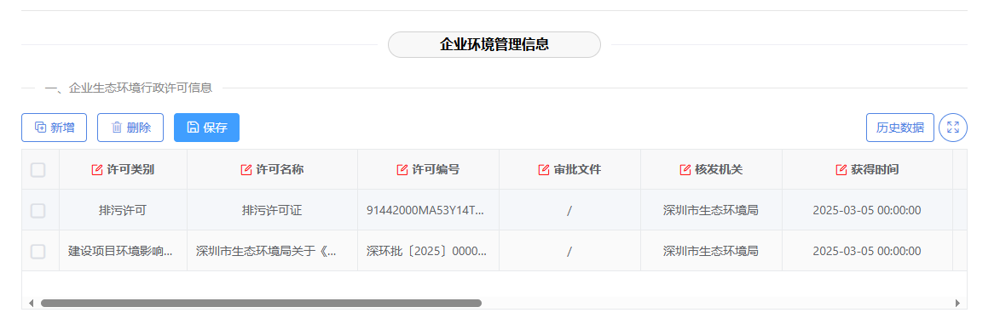 企业环境管理信息
一、企业生态环境行政许可信息
新增 删除 保存 历史数据
许可类别 许可名称 许可编号 审批文件 核发机关 获得时间
排污许可 排污许可证 91442000MA53Y14T... / 深圳市生态环境局 2025-03-05 00:00:00
建设项目环境影响... 深圳市生态环境局关于《... 深环批〔2025〕0000... / 深圳市生态环境局 2025-03-05 00:00:00